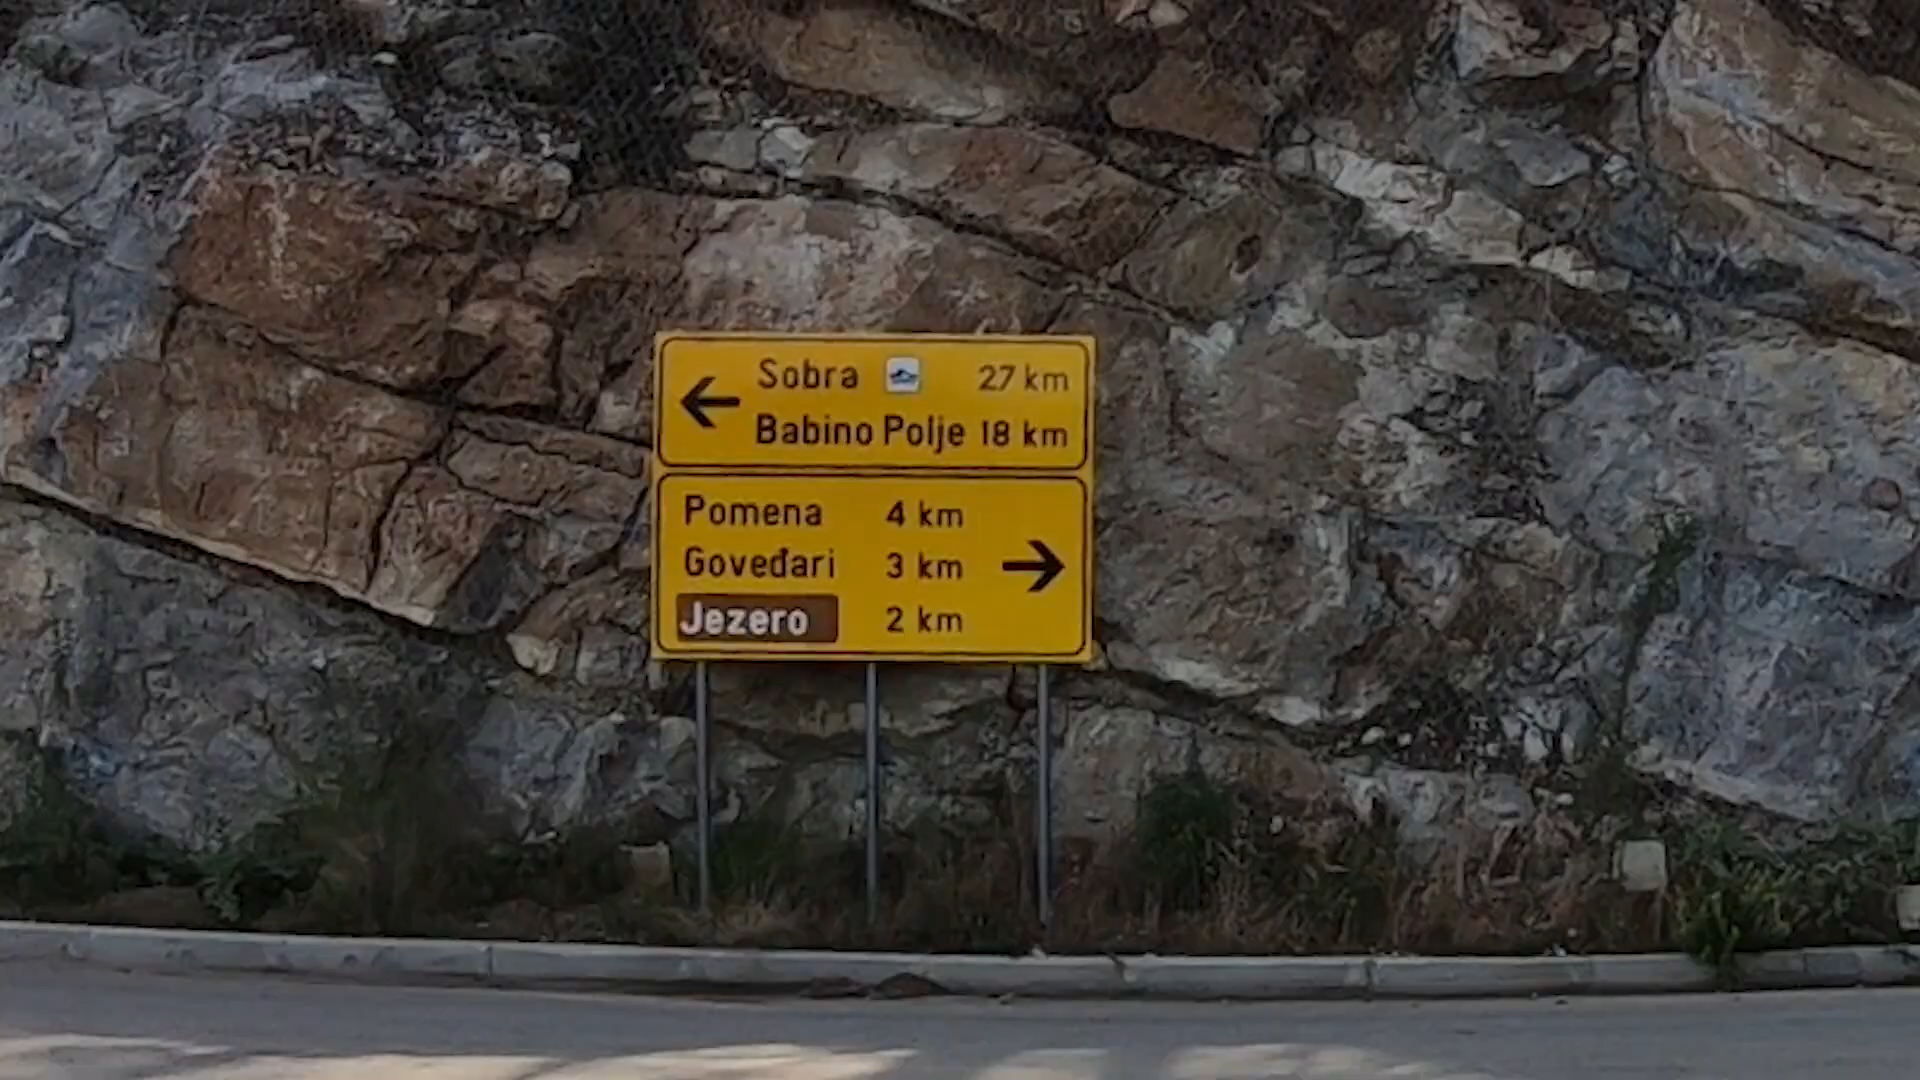 Sobra 27 km
Babino Polje 18 km
Pomena 4 km
Goveđari 3 km
Jezero 2 km